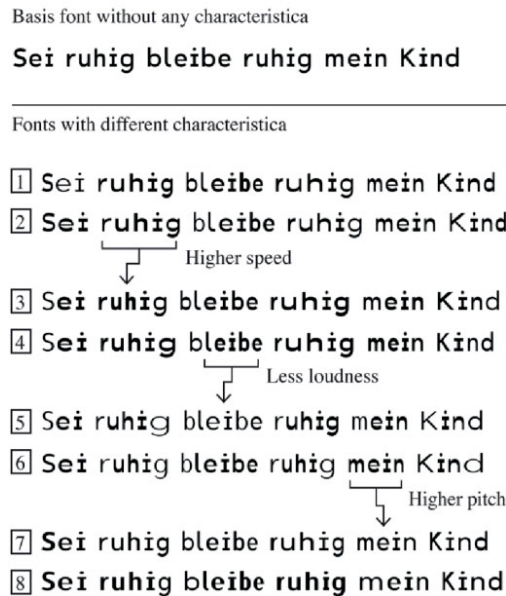 Basis font without any characteristica
Sei ruhig bleibe ruhig mein Kind
Fonts with different characteristica
1 Sei ruhig bleibe ruhig mein Kind
2 Sei ruhig bleibe ruhig mein Kind
Higher speed
3 Sei ruhig bleibe ruhig mein Kind
4 Sei ruhig bleibe ruhig mein Kind
Less loudness
5 Sei ruhig bleibe ruhig mein Kind
6 Sei ruhig bleibe ruhig mein Kind
Higher pitch
7 Sei ruhig bleibe ruhig mein Kind
8 Sei ruhig bleibe ruhig mein Kind